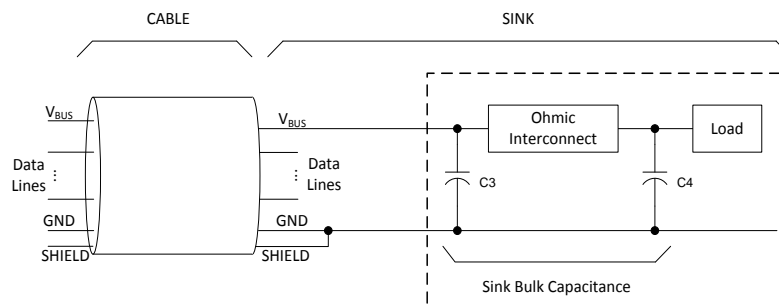 CABLE
SINK
VBUS
VBUS
Ohmic
Interconnect
Load
Data
Lines
...
Data
Lines
...
C3
C4
GND
GND
SHIELD
SHIELD
Sink Bulk Capacitance